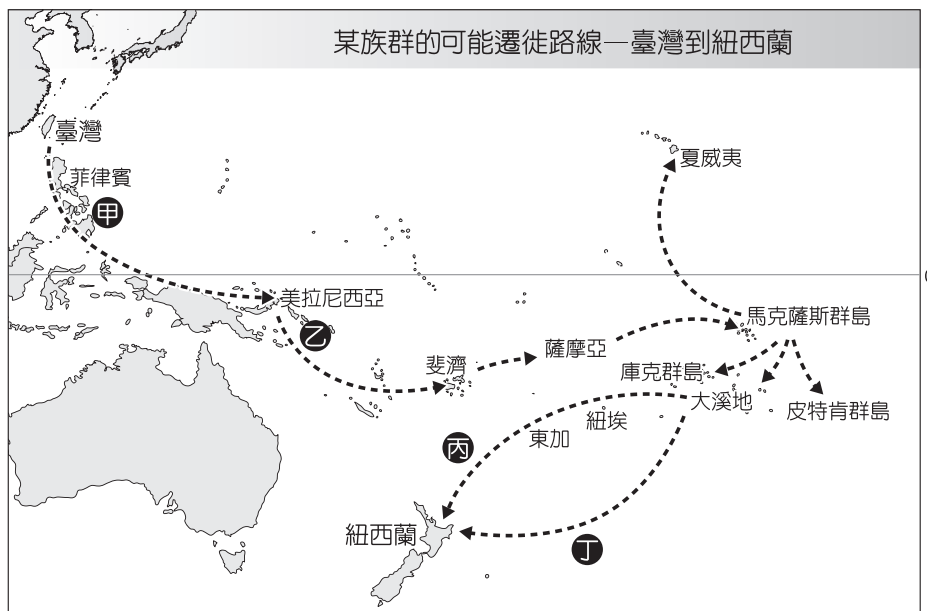 某族群的可能遷徙路線—臺灣到紐西蘭
臺灣
夏威夷
菲律賓
甲
美拉尼西亞
馬克薩斯群島
乙
薩摩亞
斐濟
庫克群島
大溪地
皮特肯群島
紐埃
東加
丙
紐西蘭
丁